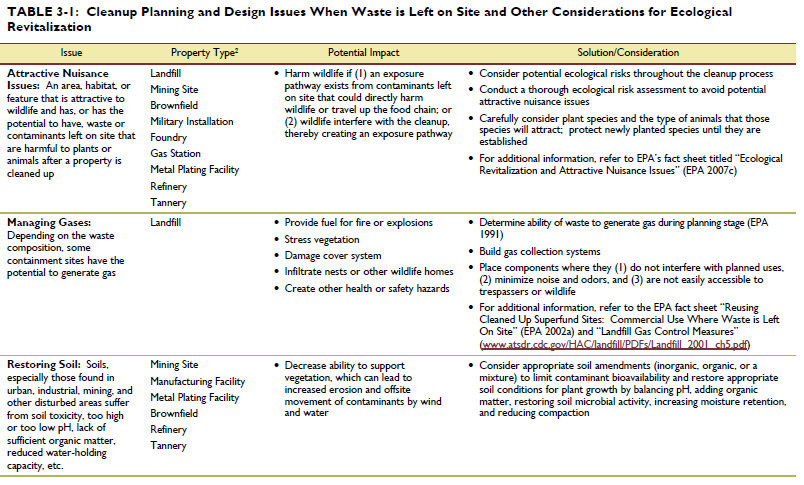 TABLE 3-1: Cleanup Planning and Design Issues When Waste is Left on Site and Other Considerations for Ecological
Revitalization
Issue
Property Type2
Potential Impact
Solution/Consideration
Attractive Nuisance
Issues: An area, habitat, or
feature that is attractive to
wildlife and has, or has the
potential to have, waste or
contaminants left on site that
are harmful to plants or
animals after a property is
cleaned up
Landfill
Mining Site
Brownfield
Military Installation
Foundry
Gas Station
Metal Plating Facility
Refinery
Tannery
• Harm wildlife if (1) an exposure
pathway exists from contaminants left
on site that could directly harm
wildlife or travel up the food chain; or
(2) wildlife interfere with the cleanup,
thereby creating an exposure pathway
• Consider potential ecological risks throughout the cleanup process
• Conduct a thorough ecological risk assessment to avoid potential
attractive nuisance issues
• Carefully consider plant species and the type of animals that those
species will attract; protect newly planted species until they are
established
• For additional information, refer to EPA's fact sheet titled "Ecological
Revitalization and Attractive Nuisance Issues" (EPA 2007c)
Managing Gases:
Depending on the waste
composition, some
containment sites have the
potential to generate gas
Landfill
• Provide fuel for fire or explosions
• Stress vegetation
• Damage cover system
• Infiltrate nests or other wildlife homes
• Create other health or safety hazards
• Determine ability of waste to generate gas during planning stage (EPA
1991)
• Build gas collection systems
• Place components where they (1) do not interfere with planned uses,
(2) minimize noise and odors, and (3) are not easily accessible to
trespassers or wildlife
• For additional information, refer to the EPA fact sheet "Reusing
Cleaned Up Superfund Sites: Commercial Use Where Waste is Left
On Site" (EPA 2002a) and "Landfill Gas Control Measures"
(www.atsdr.cdc.gov/HAC/landfill/PDFs/Landfill_2001_ch5.pdf)
Restoring Soil: Soils,
especially those found in
urban, industrial, mining, and
other disturbed areas suffer
from soil toxicity, too high
or too low pH, lack of
sufficient organic matter,
reduced water-holding
capacity, etc.
Mining Site
Manufacturing Facility
Metal Plating Facility
Brownfield
Refinery
Tannery
• Decrease ability to support
vegetation, which can lead to
increased erosion and offsite
movement of contaminants by wind
and water
• Consider appropriate soil amendments (inorganic, organic, or a
mixture) to limit contaminant bioavailability and restore appropriate
soil conditions for plant growth by balancing pH, adding organic
matter, restoring soil microbial activity, increasing moisture retention,
and reducing compaction